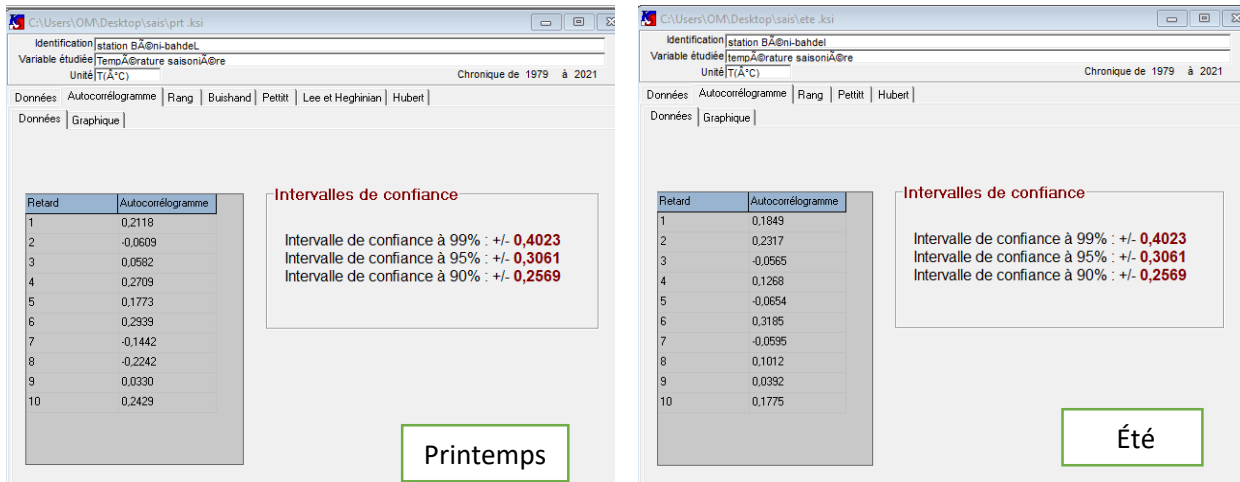 C:\Users\OM\Desktop\sais\prt .ksi
Identification station BÃ©ni-bahdeL
Variable étudiée TempÃ©rature saisoniÃ©re
Unité T(Â°C) Chronique de 1979 à 2021
Données Autocorrélogramme Rang Buishand Pettitt Lee et Heghinian Hubert
Données Graphique
Retard Autocorrélogramme
1 0,2118
2 -0,0609
3 0,0582
4 0,2709
5 0,1773
6 0,2939
7 -0,1442
8 -0,2242
9 0,0330
10 0,2429
Intervalles de confiance
Intervalle de confiance à 99% : +/- 0,4023
Intervalle de confiance à 95% : +/- 0,3061
Intervalle de confiance à 90% : +/- 0,2569
Printemps
C:\Users\OM\Desktop\sais\ete .ksi
Identification station BÃ©ni-bahdel
Variable étudiée tempÃ©rature saisoniÃ©re
Unité T(Â°C) Chronique de 1979 à 2021
Données Autocorrélogramme Rang Pettitt Hubert
Données Graphique
Retard Autocorrélogramme
1 0,1849
2 0,2317
3 -0,0565
4 0,1268
5 -0,0654
6 0,3185
7 -0,0595
8 0,1012
9 0,0392
10 0,1775
Intervalles de confiance
Intervalle de confiance à 99% : +/- 0,4023
Intervalle de confiance à 95% : +/- 0,3061
Intervalle de confiance à 90% : +/- 0,2569
Été